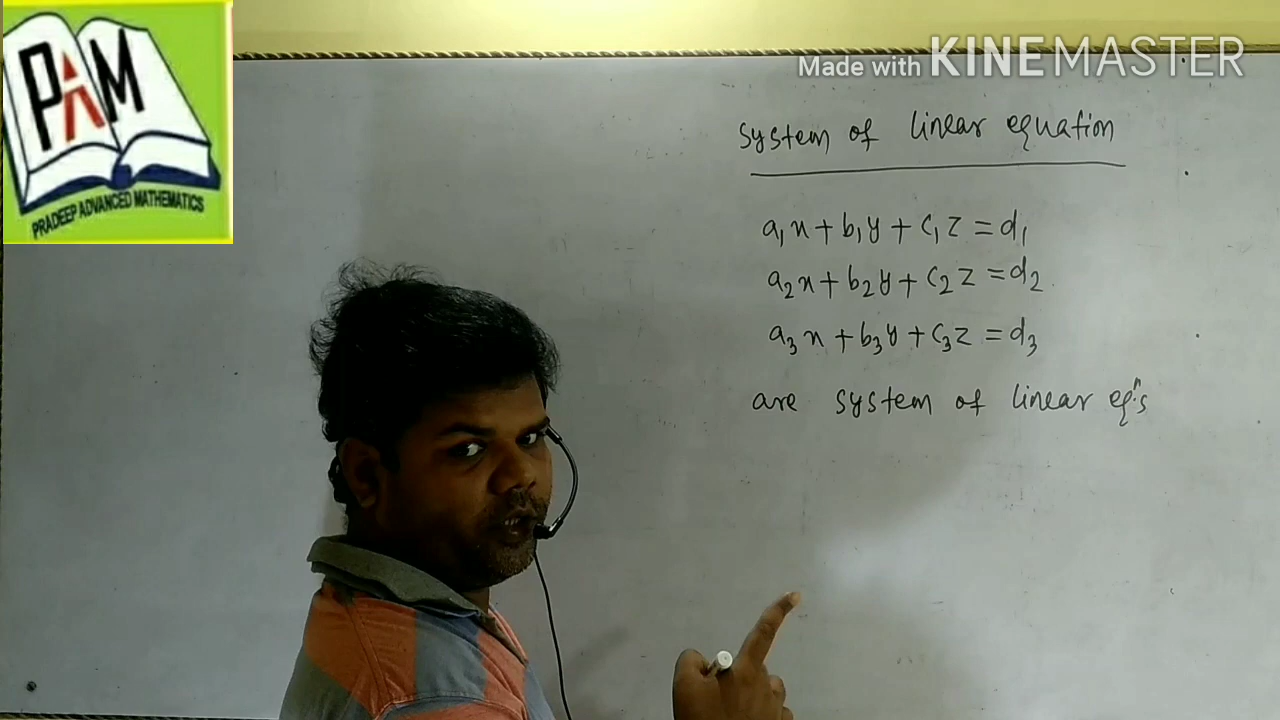 PAM
PRADEEP ADVANCED MATHEMATICS
Made with KINEMASTER
System of linear equation
a₁x + b₁y + c₁z = d₁
a₂x + b₂y + c₂z = d₂
a₃x + b₃y + c₃z = d₃
are system of linear eqⁿs